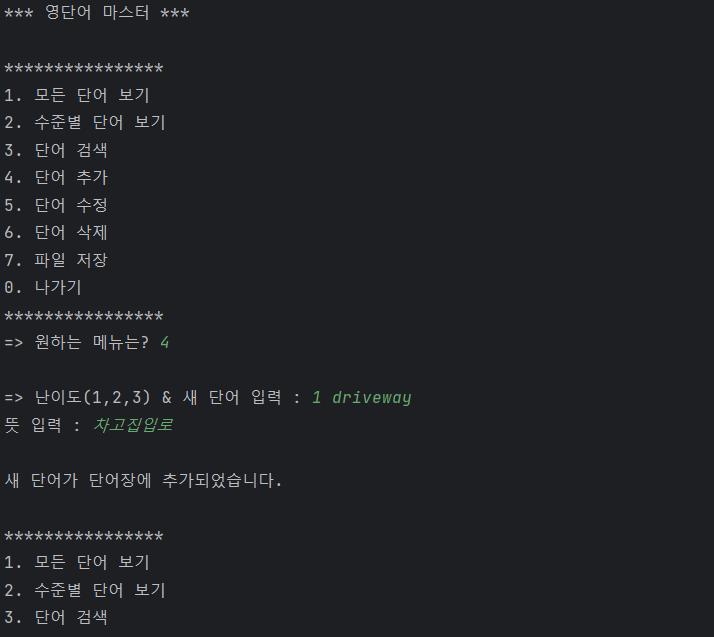 *** 영단어 마스터 ***
****************
1. 모든 단어 보기
2. 수준별 단어 보기
3. 단어 검색
4. 단어 추가
5. 단어 수정
6. 단어 삭제
7. 파일 저장
0. 나가기
****************
=> 원하는 메뉴는? 4
=> 난이도(1,2,3) & 새 단어 입력 : 1 driveway
뜻 입력 : 차고집입로
새 단어가 단어장에 추가되었습니다.
****************
1. 모든 단어 보기
2. 수준별 단어 보기
3. 단어 검색